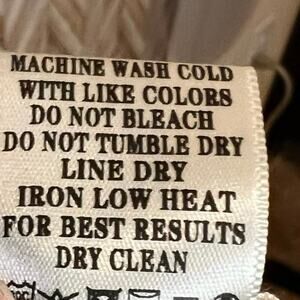 MACHINE WASH COLD
WITH LIKE COLORS
DO NOT BLEACH
DO NOT TUMBLE DRY
LINE DRY
IRON LOW HEAT
FOR BEST RESULTS
DRY CLEAN